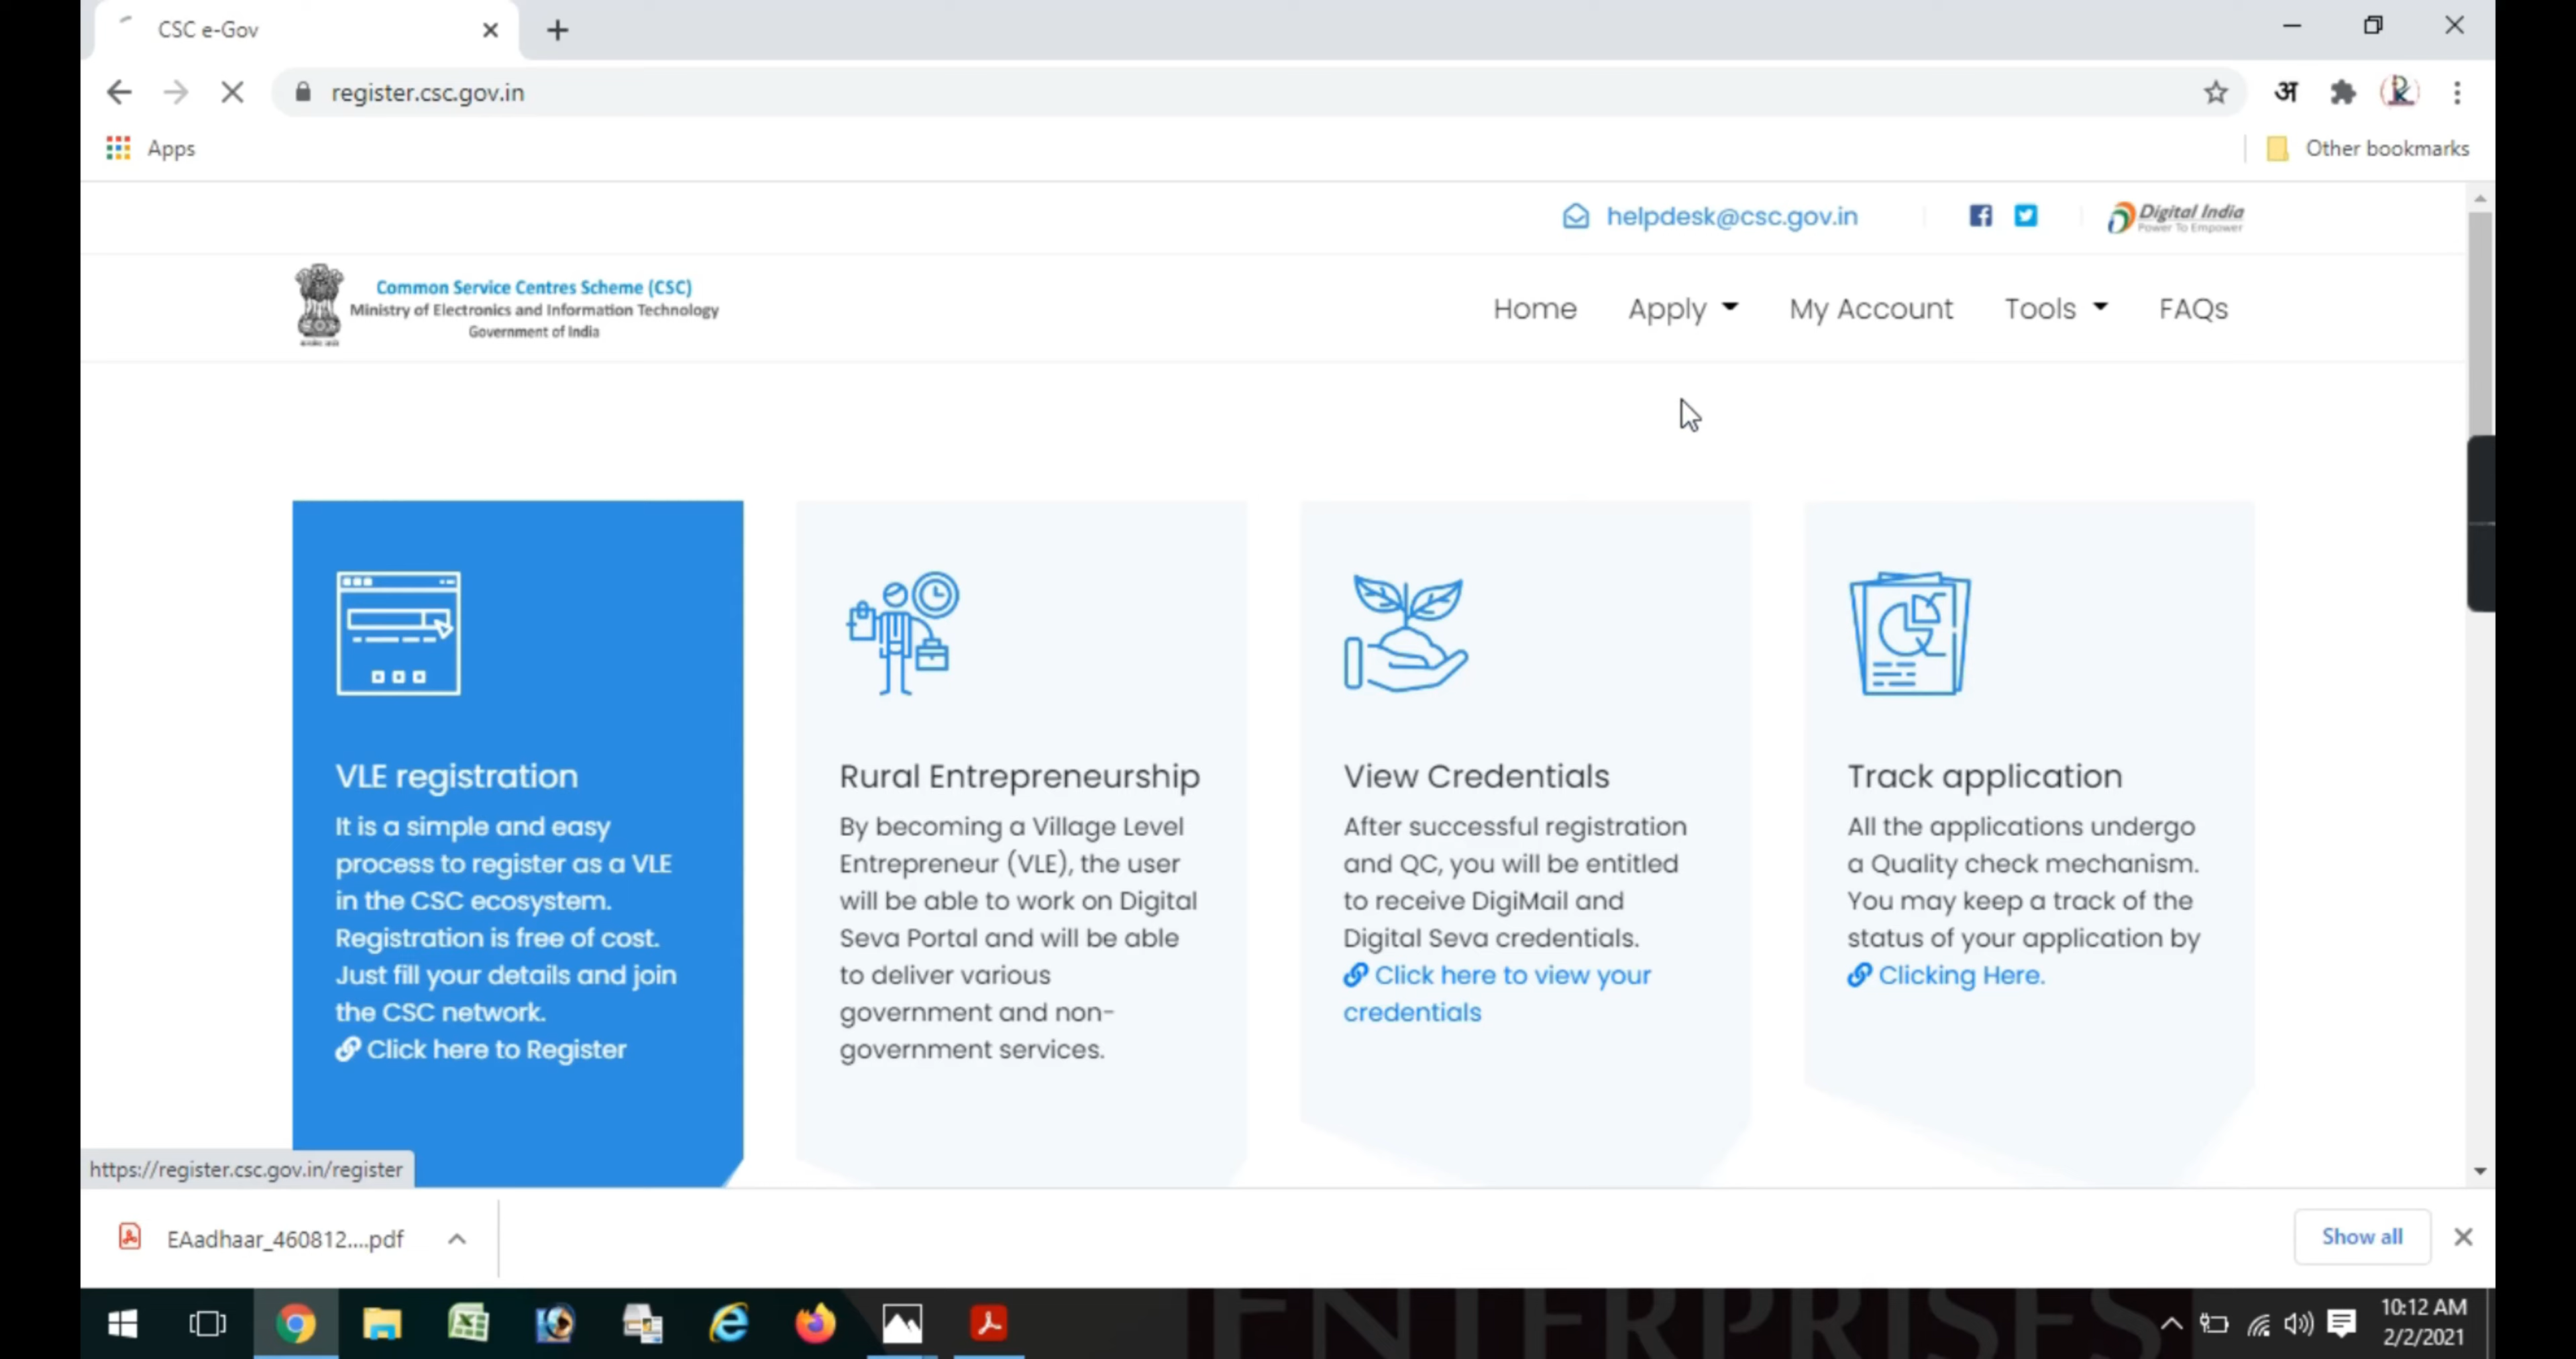 CSC e-Gov
register.csc.gov.in
अ
Apps
Other bookmarks
helpdesk@csc.gov.in
Digital India
Power To Empower
Common Service Centres Scheme (CSC)
Ministry of Electronics and Information Technology
Government of India
Home
Apply
My Account
Tools
FAQs
VLE registration
It is a simple and easy
process to register as a VLE
in the CSC ecosystem.
Registration is free of cost.
Just fill your details and join
the CSC network.
Click here to Register
Rural Entrepreneurship
By becoming a Village Level
Entrepreneur (VLE), the user
will be able to work on Digital
Seva Portal and will be able
to deliver various
government and non-
government services.
View Credentials
After successful registration
and QC, you will be entitled
to receive DigiMail and
Digital Seva credentials.
Click here to view your
credentials
Track application
All the applications undergo
a Quality check mechanism.
You may keep a track of the
status of your application by
Clicking Here.
https://register.csc.gov.in/register
EAadhaar_460812....pdf
Show all
ENTERPRISES
10:12 AM
2/2/2021